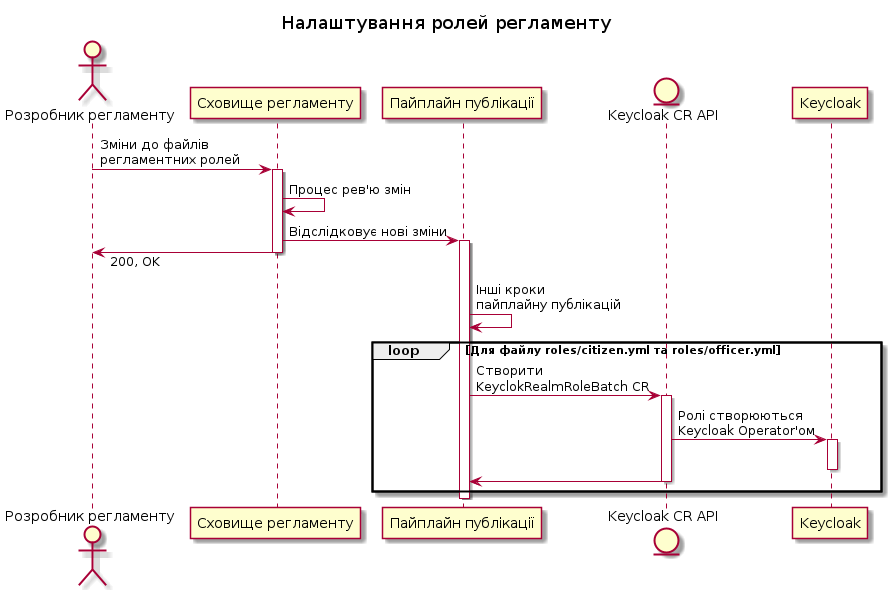 Налаштування ролей регламенту
Розробник регламенту
Сховище регламенту
Пайплайн публікації
Keycloak CR API
Keycloak
Зміни до файлів
регламентних ролей
Процес рев'ю змін
Відслідковує нові зміни
200, OK
Інші кроки
пайплайну публікацій
loop
[Для файлу roles/citizen.yml та roles/officer.yml]
Створити
KeyclokRealmRoleBatch CR
Ролі створюються
Keycloak Operator'ом
Розробник регламенту
Сховище регламенту
Пайплайн публікації
Keycloak CR API
Keycloak